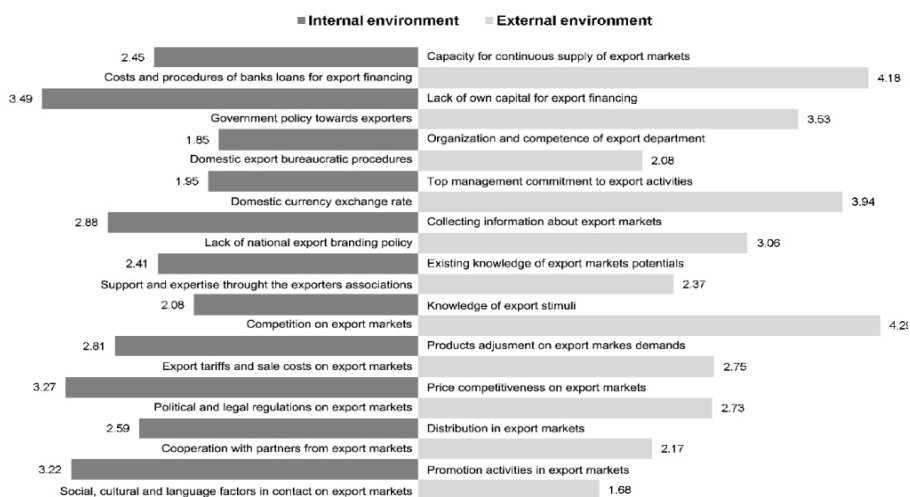 Internal environment External environment
2.45 Capacity for continuous supply of export markets
Costs and procedures of banks loans for export financing 4.18
3.49 Lack of own capital for export financing
Government policy towards exporters 3.53
1.85 Organization and competence of export department
Domestic export bureaucratic procedures 2.08
1.95 Top management commitment to export activities
Domestic currency exchange rate 3.94
2.88 Collecting information about export markets
Lack of national export branding policy 3.06
2.41 Existing knowledge of export markets potentials
Support and expertise throught the exporters associations 2.37
2.08 Knowledge of export stimuli
Competition on export markets 4.29
2.81 Products adjusment on export markes demands
Export tariffs and sale costs on export markets 2.75
3.27 Price competitiveness on export markets
Political and legal regulations on export markets 2.73
2.59 Distribution in export markets
Cooperation with partners from export markets 2.17
3.22 Promotion activities in export markets
Social, cultural and language factors in contact on export markets 1.68